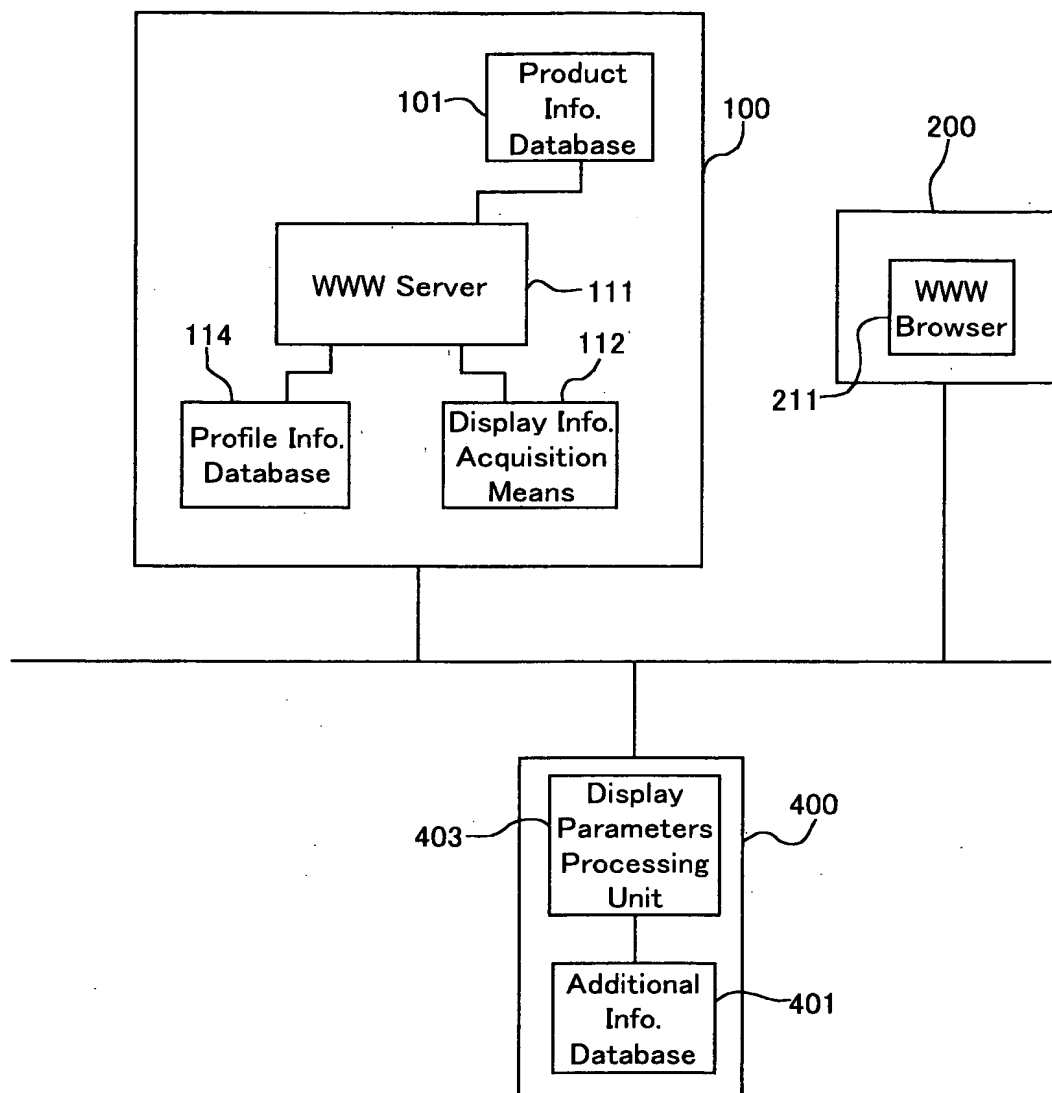 Product
Info.
Database
101
100
WWW Server
111
114
112
Profile Info.
Database
Display Info.
Acquisition
Means
200
WWW
Browser
211
Display
Parameters
Processing
Unit
403
400
Additional
Info.
Database
401